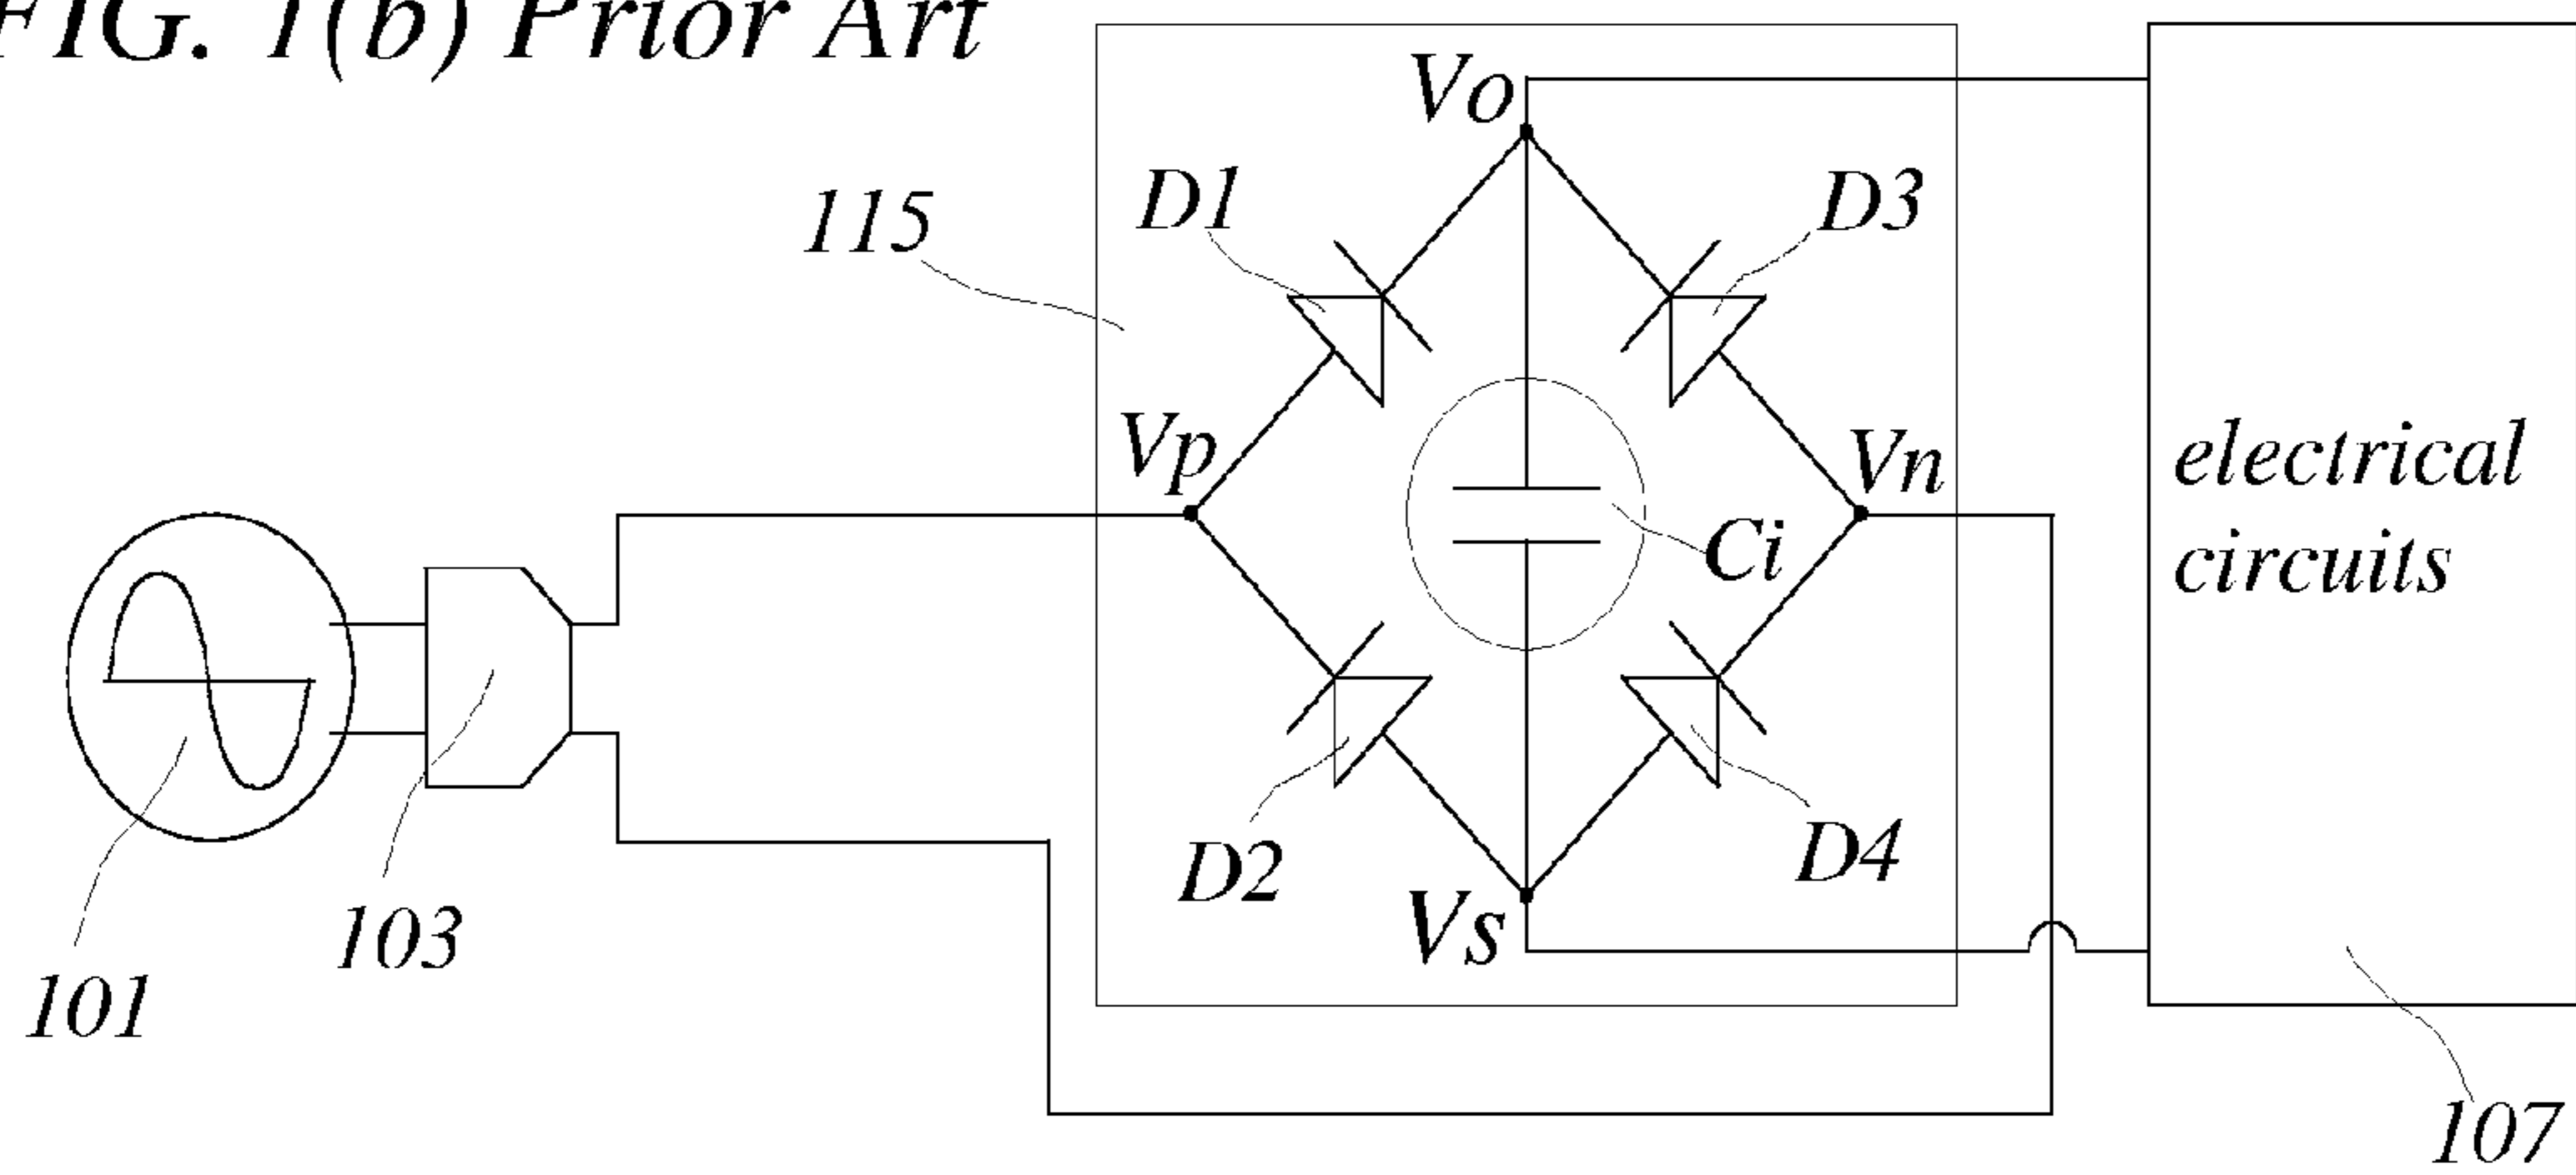 FIG. 1(b) Prior Art
Vo
D1
D3
115
Vp
Vn
electrical
circuits
Ci
D2
D4
Vs
103
101
107